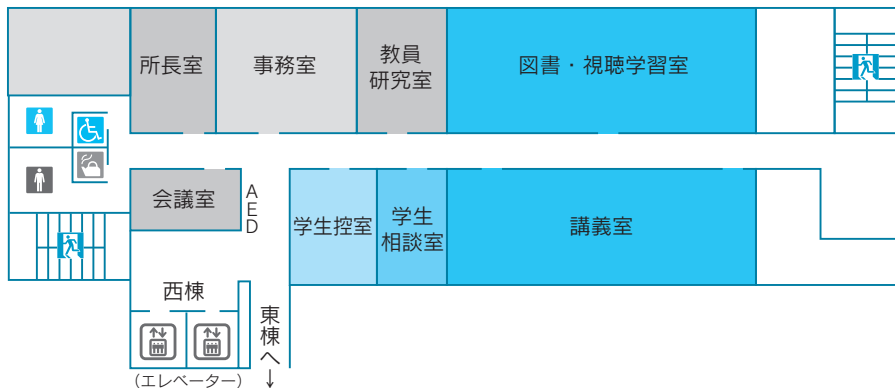 所長室
事務室
教員
研究室
図書・視聴学習室
会議室
AED
学生控室
学生
相談室
講義室
西棟
東棟へ↓
（エレベーター）